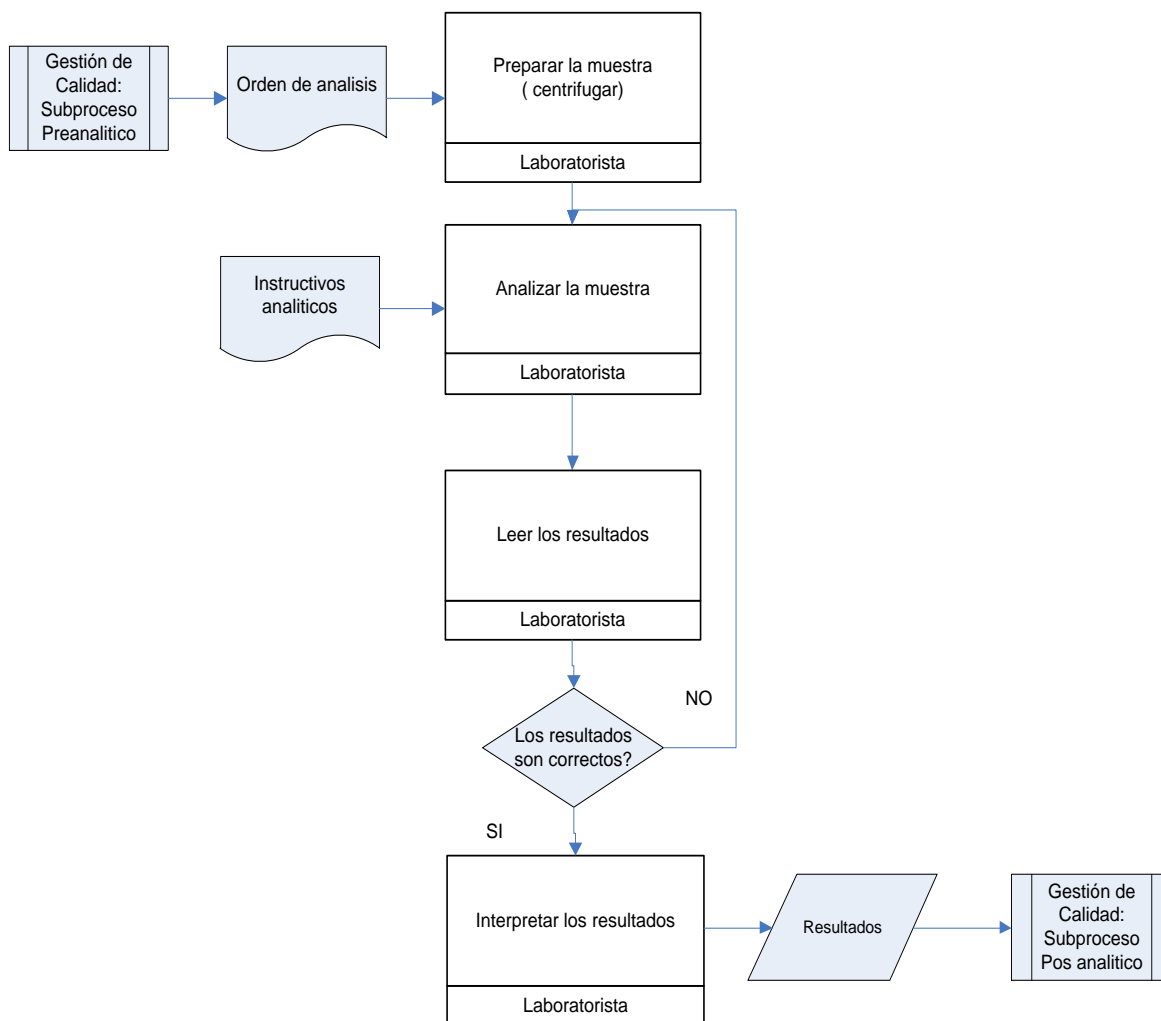 Gestión de
Calidad:
Subproceso
Preanalitico
Orden de analisis
Preparar la muestra
( centrifugar)
Laboratorista
Instructivos
analiticos
Analizar la muestra
Laboratorista
Leer los resultados
Laboratorista
Los resultados
son correctos?
NO
SI
Interpretar los resultados
Laboratorista
Resultados
Gestión de
Calidad:
Subproceso
Pos analitico